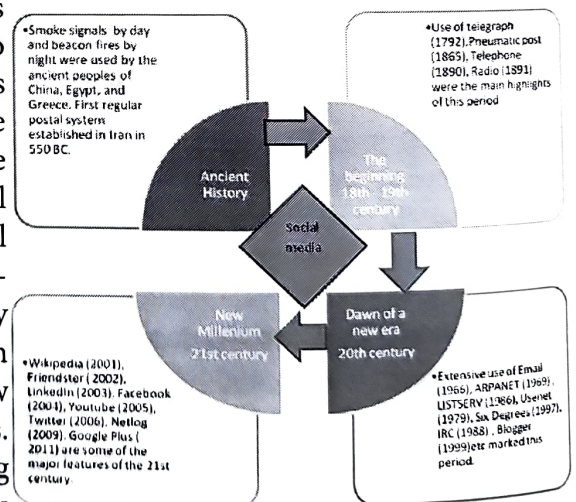 •Smoke signals by day
and beacon fires by
night were used by the
ancient peoples of
China, Egypt, and
Greece. First regular
postal system
established in Iran in
550 BC.
•Use of telegraph
(1792), Pneumatic post
(1865), Telephone
(1890), Radio (1891)
were the main highlights
of this period
Ancient
History
The
beginning
18th - 19th
century
Social
media
New
Millenium
21st century
Dawn of a
new era
20th century
•Wikipedia (2001),
Friendster ( 2002),
LinkedIn (2003), Facebook
(2004), Youtube (2005),
Twitter (2006), Netlog
(2009), Google Plus (
2011) are some of the
major features of the 21st
century.
•Extensive use of Email
(1966), ARPANET (1969),
LISTSERV (1986), Usenet
(1979), Six Degrees (1997),
IRC (1988) , Blogger
(1999)etc marked this
period.